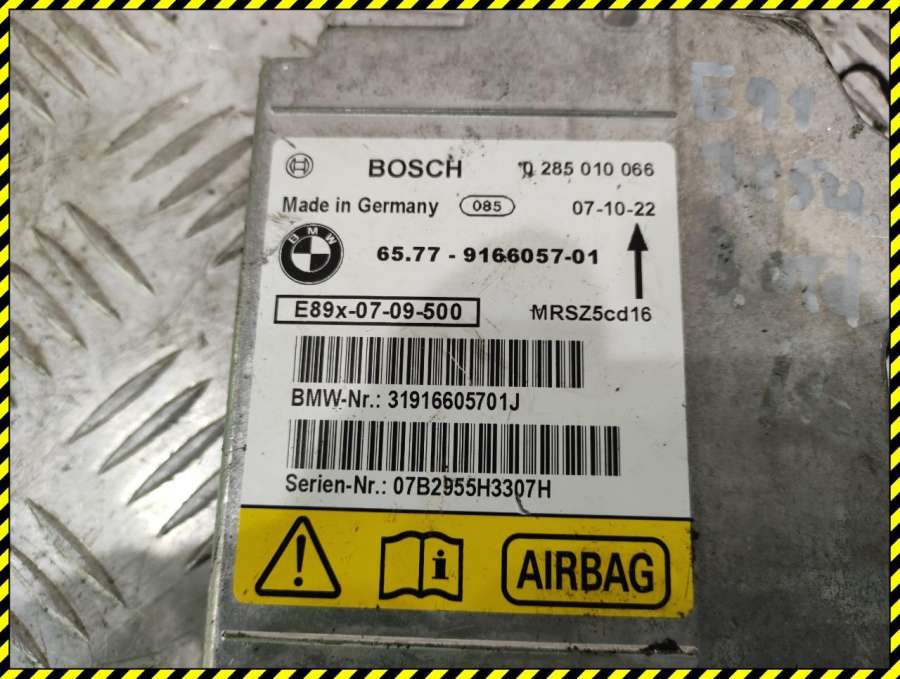 BOSCH 0 285 010 066
Made in Germany 085 07-10-22
BMW
65.77 - 9166057-01
E89x-07-09-500 MRSZ5cd16
BMW-Nr.: 31916605701J
Serien-Nr.: 07B2955H3307H
AIRBAG
E91